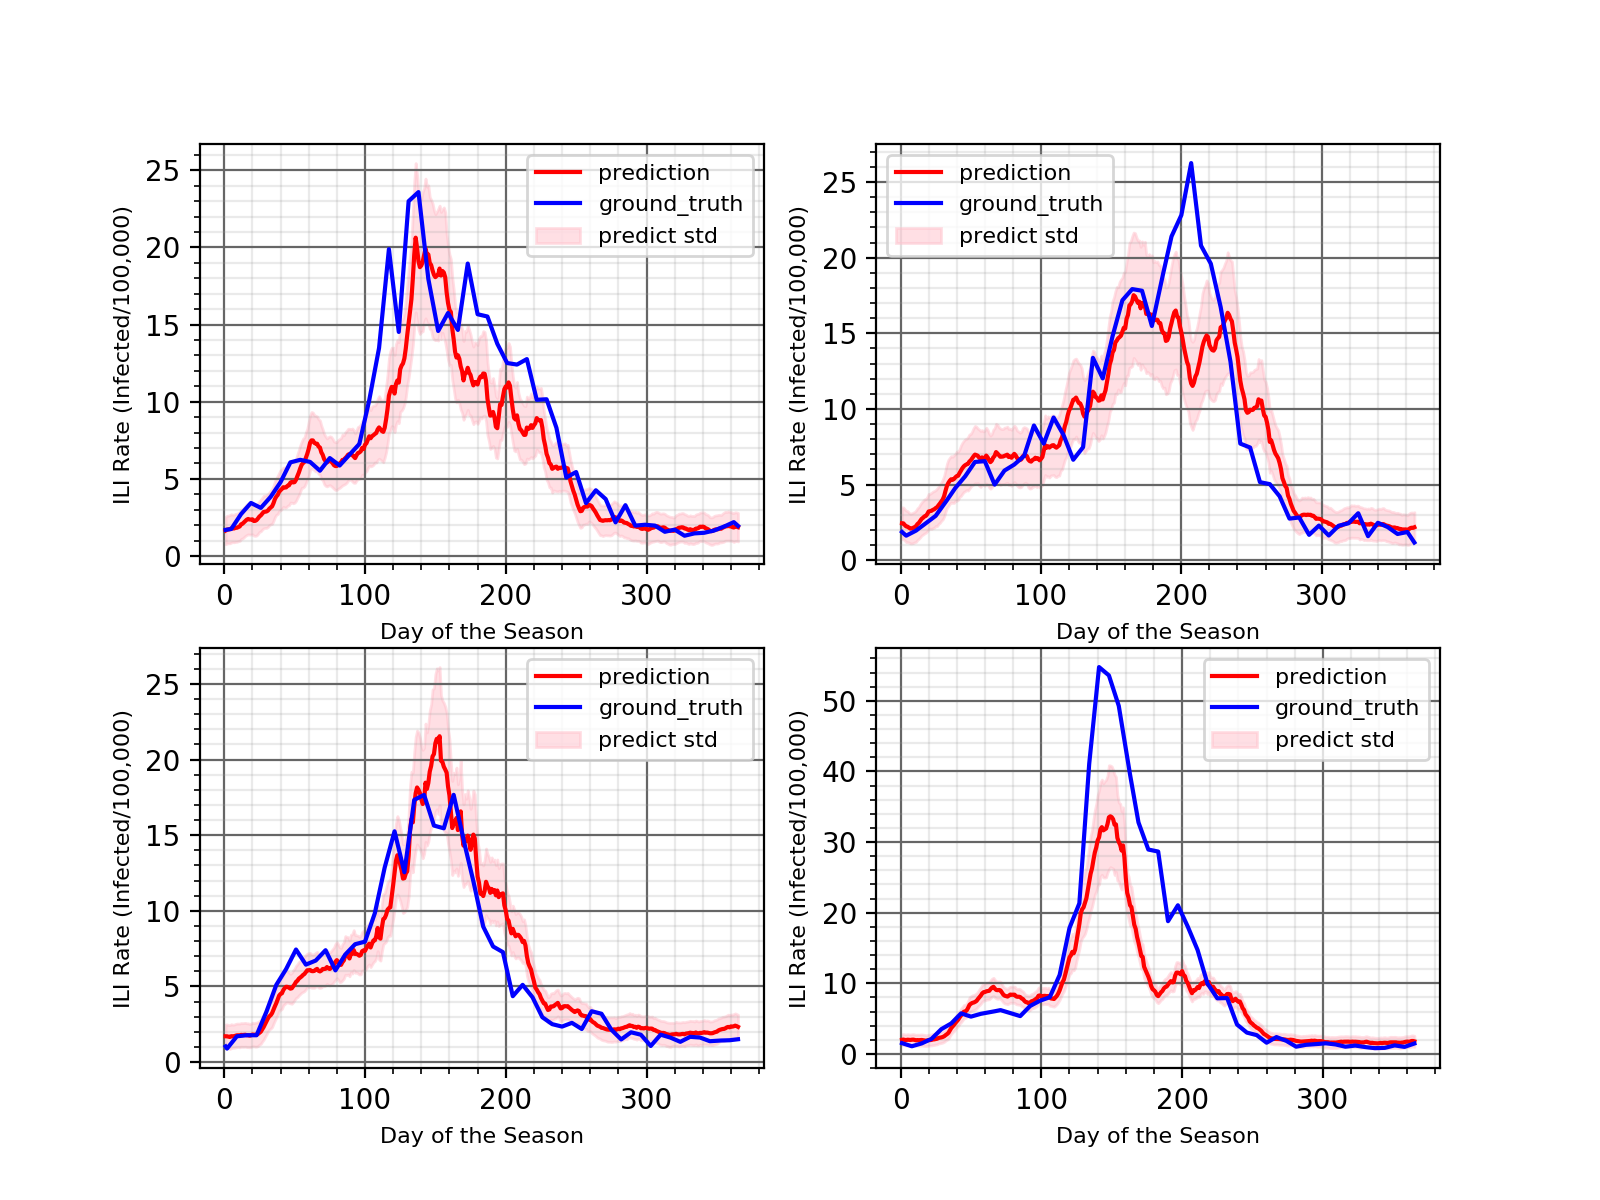 25
20
15
10
5
0
ILI Rate (Infected/100,000)
prediction
ground_truth
predict std
0 100 200 300
Day of the Season
25
20
15
10
5
0
ILI Rate (Infected/100,000)
prediction
ground_truth
predict std
0 100 200 300
Day of the Season
25
20
15
10
5
0
ILI Rate (Infected/100,000)
prediction
ground_truth
predict std
0 100 200 300
Day of the Season
50
40
30
20
10
0
ILI Rate (Infected/100,000)
prediction
ground_truth
predict std
0 100 200 300
Day of the Season